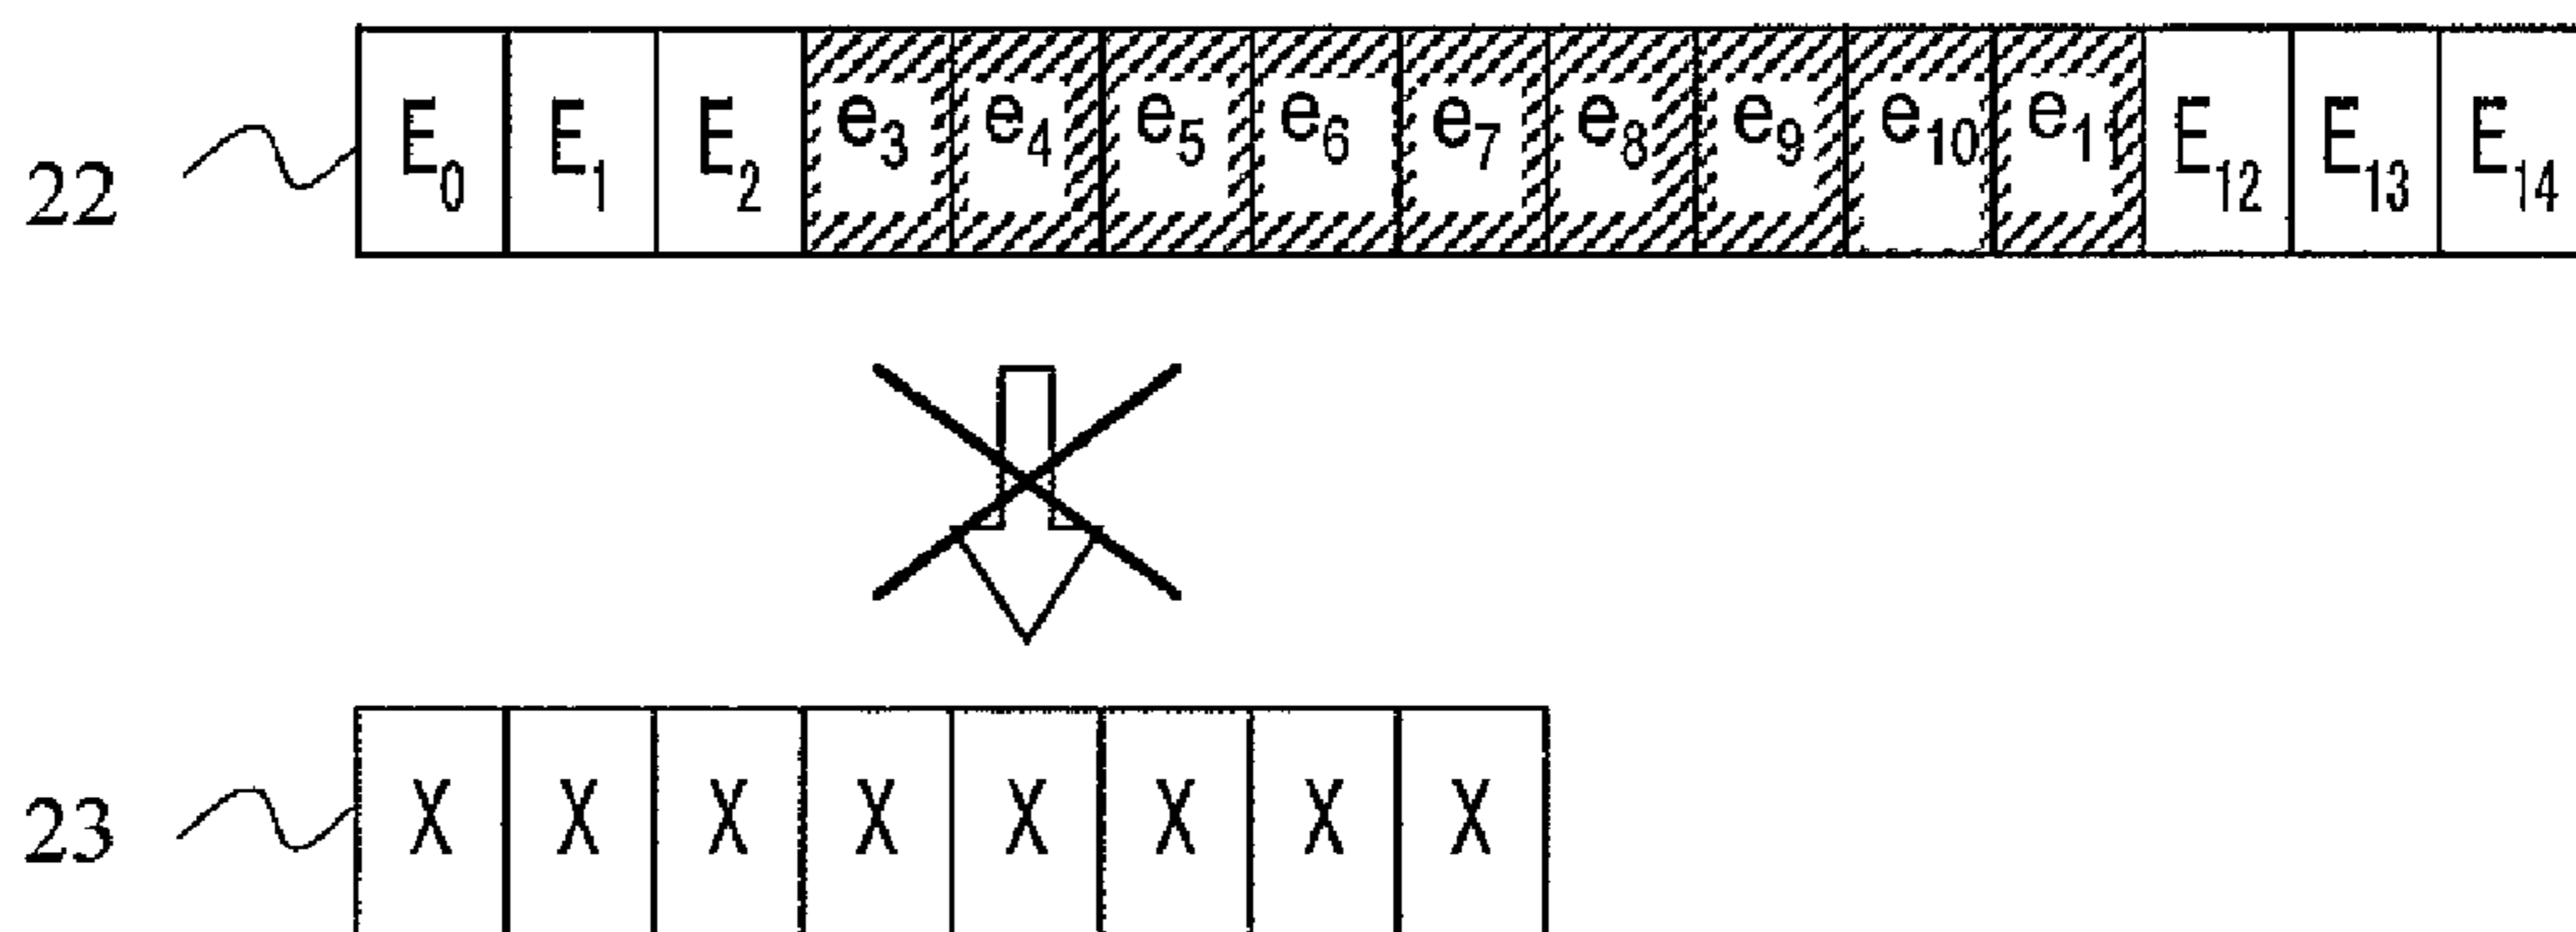 22 E₀ E₁ E₂ e₃ e₄ e₅ e₆ e₇ e₈ e₉ e₁₀ e₁₁ E₁₂ E₁₃ E₁₄
23 X X X X X X X X